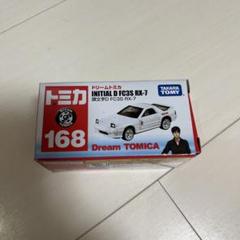 トミカ
ドリームトミカ
INITIAL D FC3S RX-7
頭文字D FC3S RX-7
TAKARA
TOMY
168
Dream TOMICA